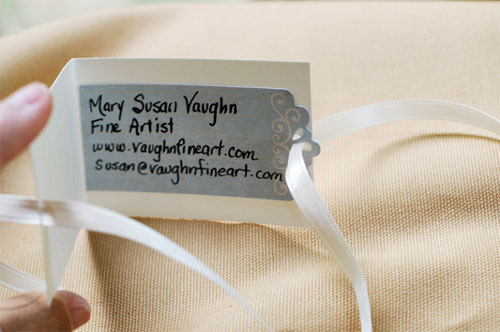 Mary Susan Vaughn
Fine Artist
www.vaughnfineart.com
susan@vaughnfineart.com